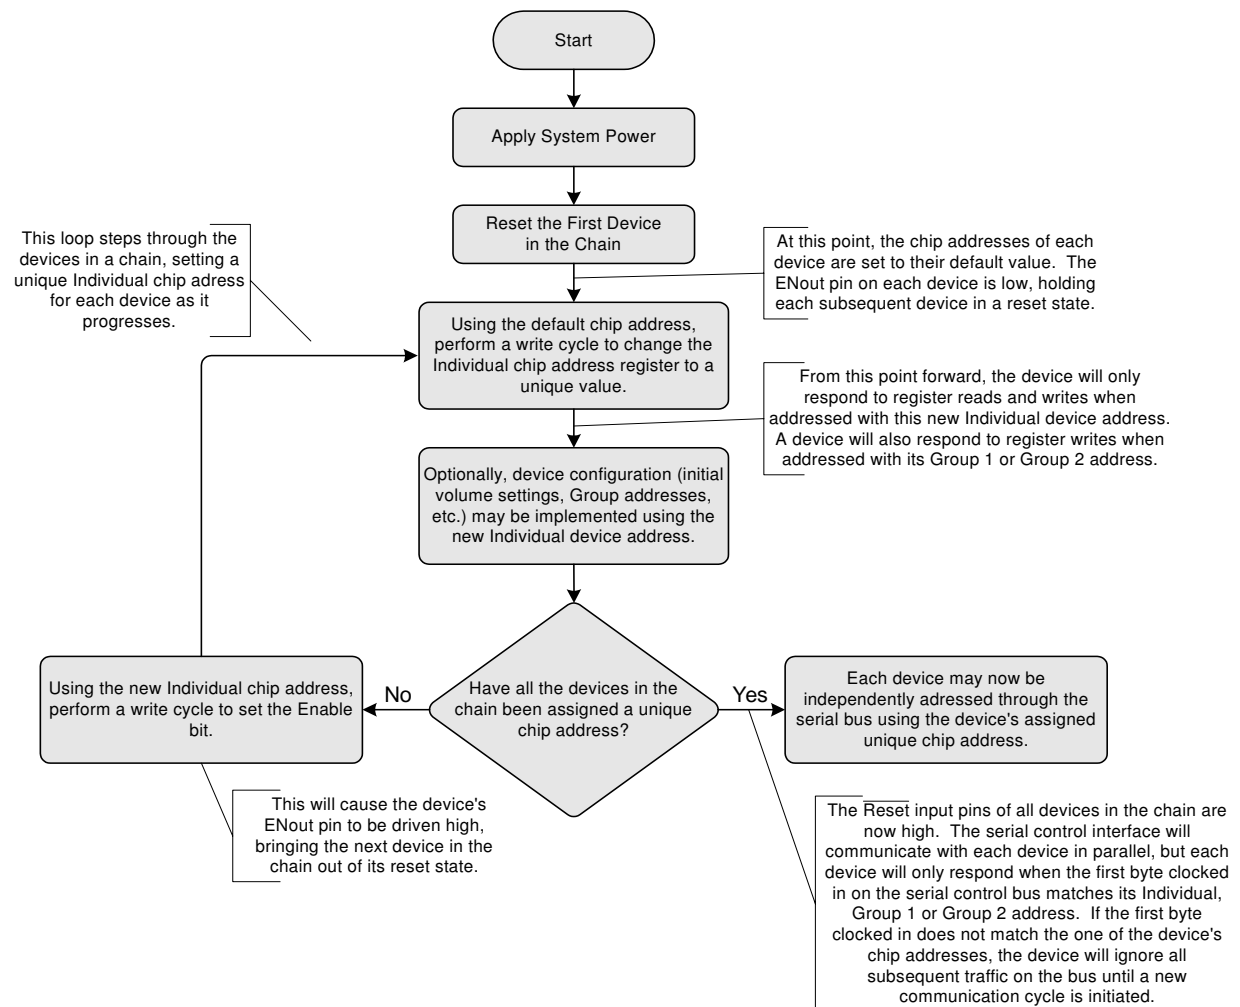 Start
Apply System Power
Reset the First Device
in the Chain
This loop steps through the
devices in a chain, setting a
unique Individual chip adress
for each device as it
progresses.
At this point, the chip addresses of each
device are set to their default value.  The
ENout pin on each device is low, holding
each subsequent device in a reset state.
Using the default chip address,
perform a write cycle to change the
Individual chip address register to a
unique value.
From this point forward, the device will only
respond to register reads and writes when
addressed with this new Individual device address.
A device will also respond to register writes when
addressed with its Group 1 or Group 2 address.
Optionally, device configuration (initial
volume settings, Group addresses,
etc.) may be implemented using the
new Individual device address.
Have all the devices in the
chain been assigned a unique
chip address?
No
Yes
Using the new Individual chip address,
perform a write cycle to set the Enable
bit.
Each device may now be
independently adressed through the
serial bus using the device's assigned
unique chip address.
This will cause the device's
ENout pin to be driven high,
bringing the next device in the
chain out of its reset state.
The Reset input pins of all devices in the chain are
now high.  The serial control interface will
communicate with each device in parallel, but each
device will only respond when the first byte clocked
in on the serial control bus matches its Individual,
Group 1 or Group 2 address.  If the first byte
clocked in does not match the one of the device's
chip addresses, the device will ignore all
subsequent traffic on the bus until a new
communication cycle is initiated.